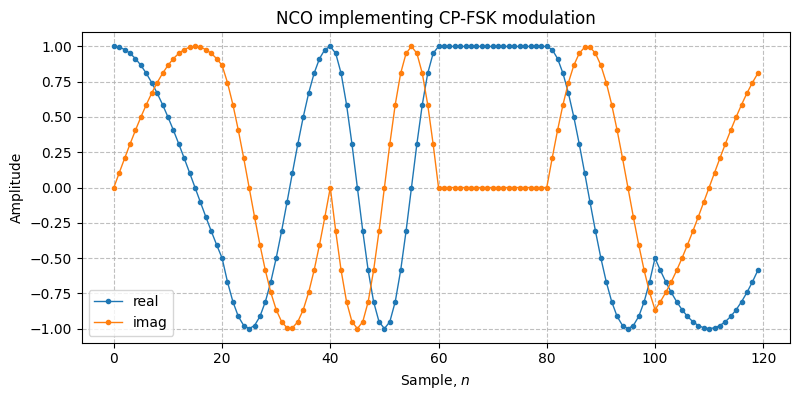 NCO implementing CP-FSK modulation
Amplitude
1.00
0.75
0.50
0.25
0.00
−0.25
−0.50
−0.75
−1.00
real
imag
0 20 40 60 80 100 120
Sample, n